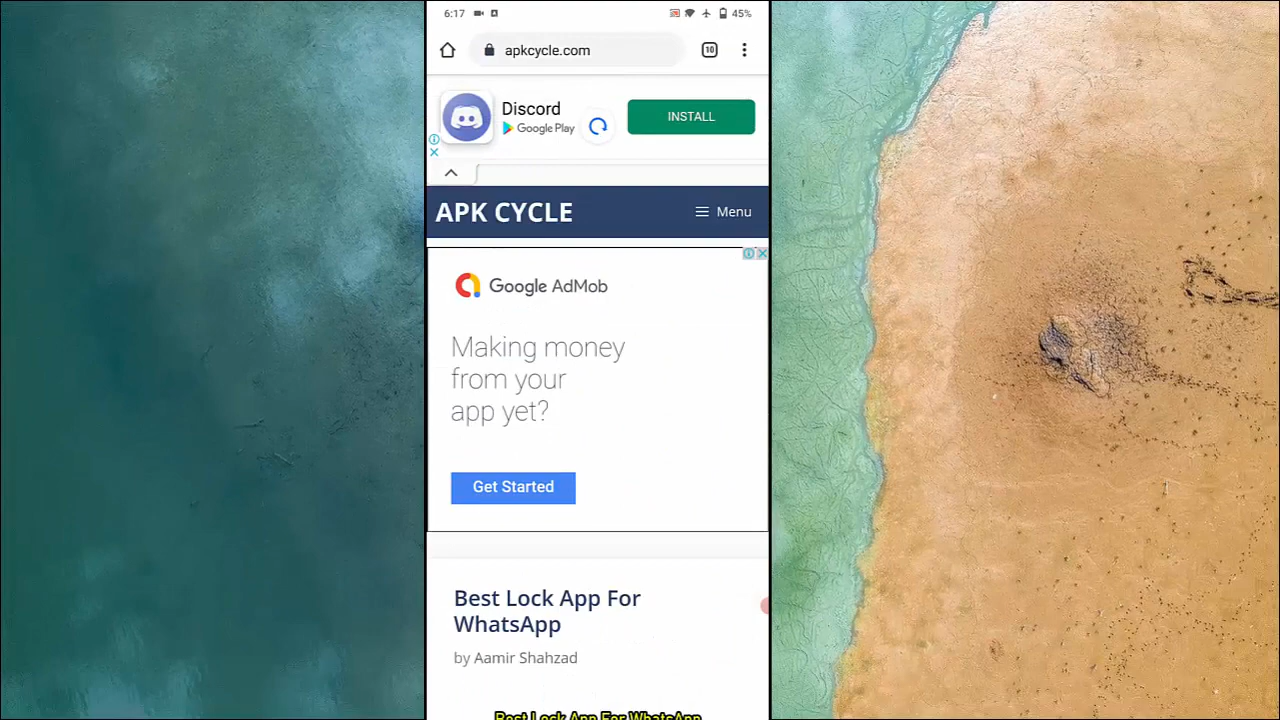 6:17 45%
apkcycle.com 10
Discord
Google Play
INSTALL
APK CYCLE
Menu
Google AdMob
Making money
from your
app yet?
Get Started
Best Lock App For
WhatsApp
by Aamir Shahzad
Best Lock App For WhatsApp